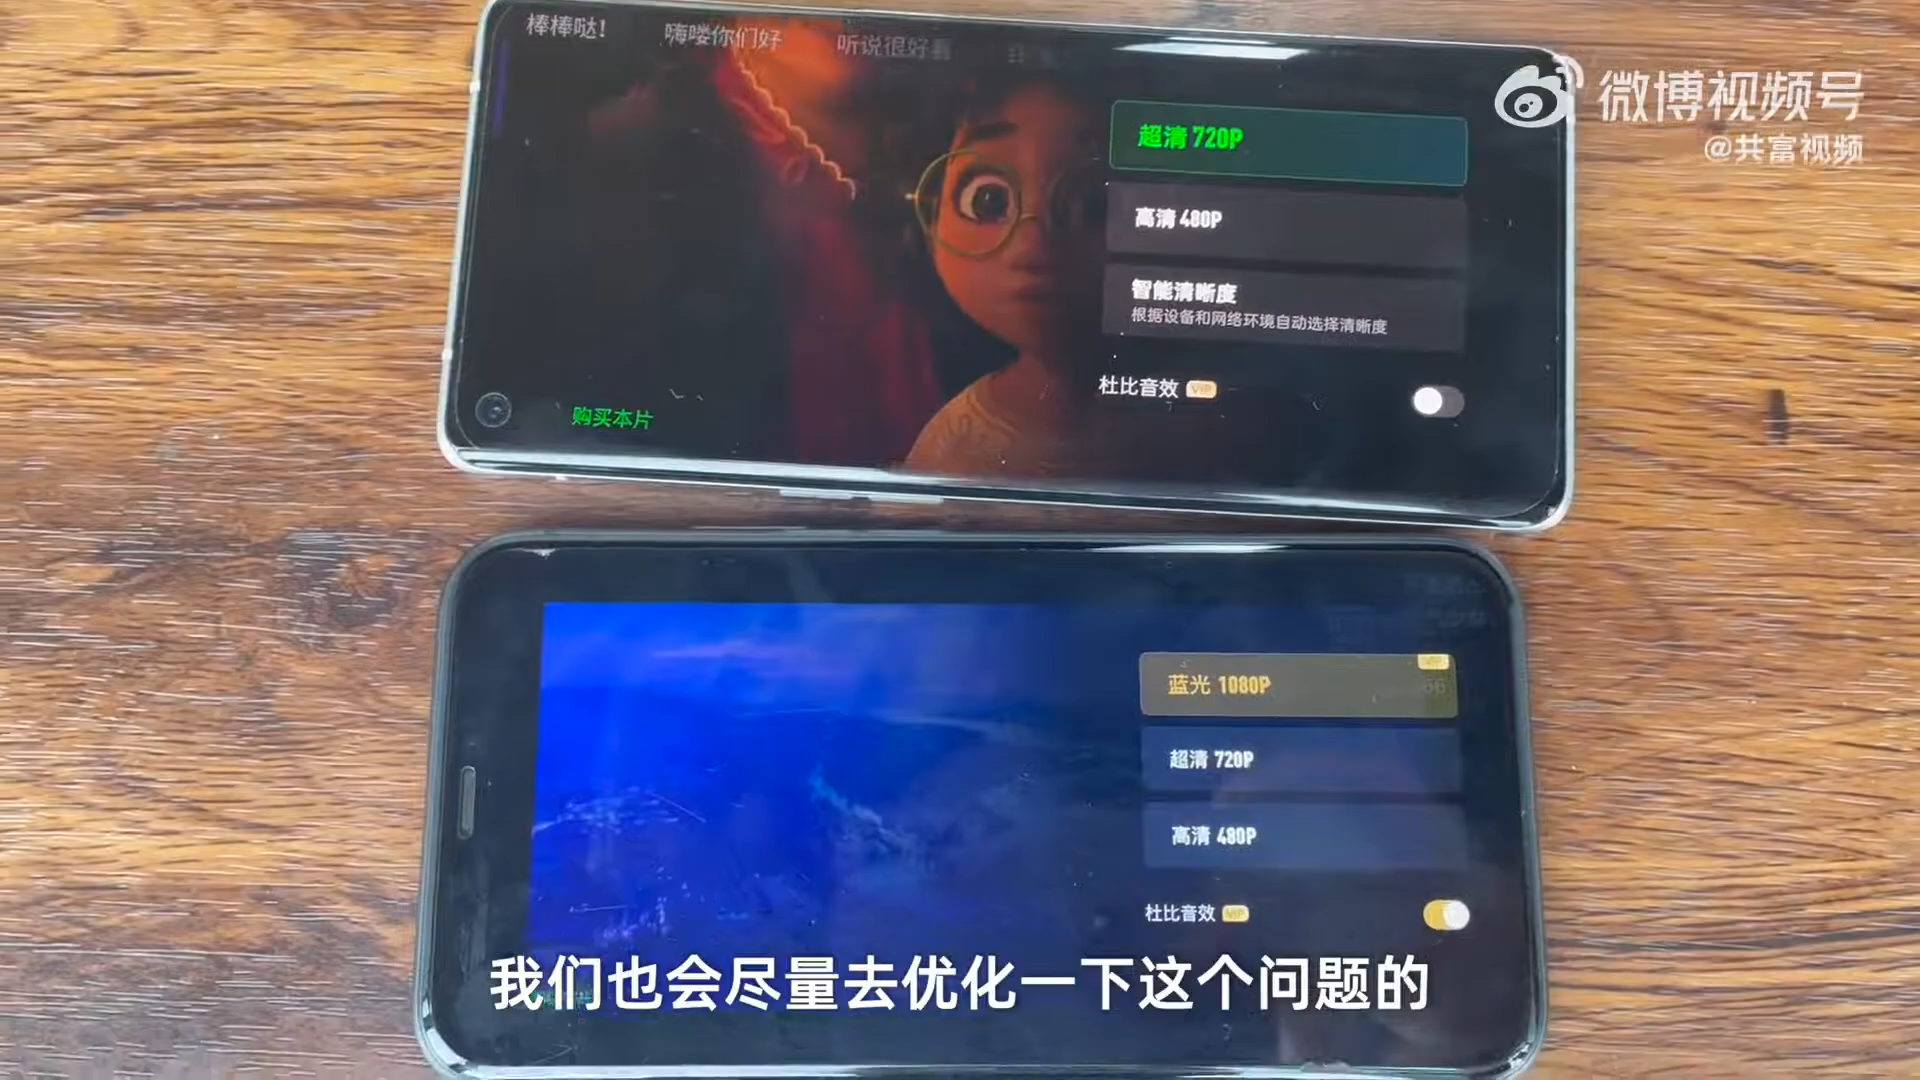 棒棒哒!
嗨喽你们好
听说很好看
微博视频号
@共富视频
超清 720P
高清 480P
智能清晰度
根据设备和网络环境自动选择清晰度
杜比音效 VIP
购买本片
VIP
蓝光 1080P
超清 720P
高清 480P
杜比音效 VIP
我们也会尽量去优化一下这个问题的